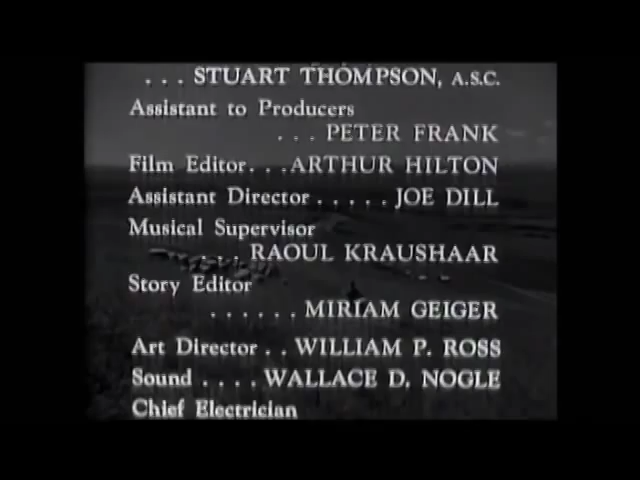 . . . STUART THOMPSON, A.S.C.
Assistant to Producers
. . . PETER FRANK
Film Editor. . .ARTHUR HILTON
Assistant Director . . . . . JOE DILL
Musical Supervisor
. . . RAOUL KRAUSHAAR
Story Editor
. . . . . . MIRIAM GEIGER
Art Director . . WILLIAM P. ROSS
Sound . . . . WALLACE D. NOGLE
Chief Electrician